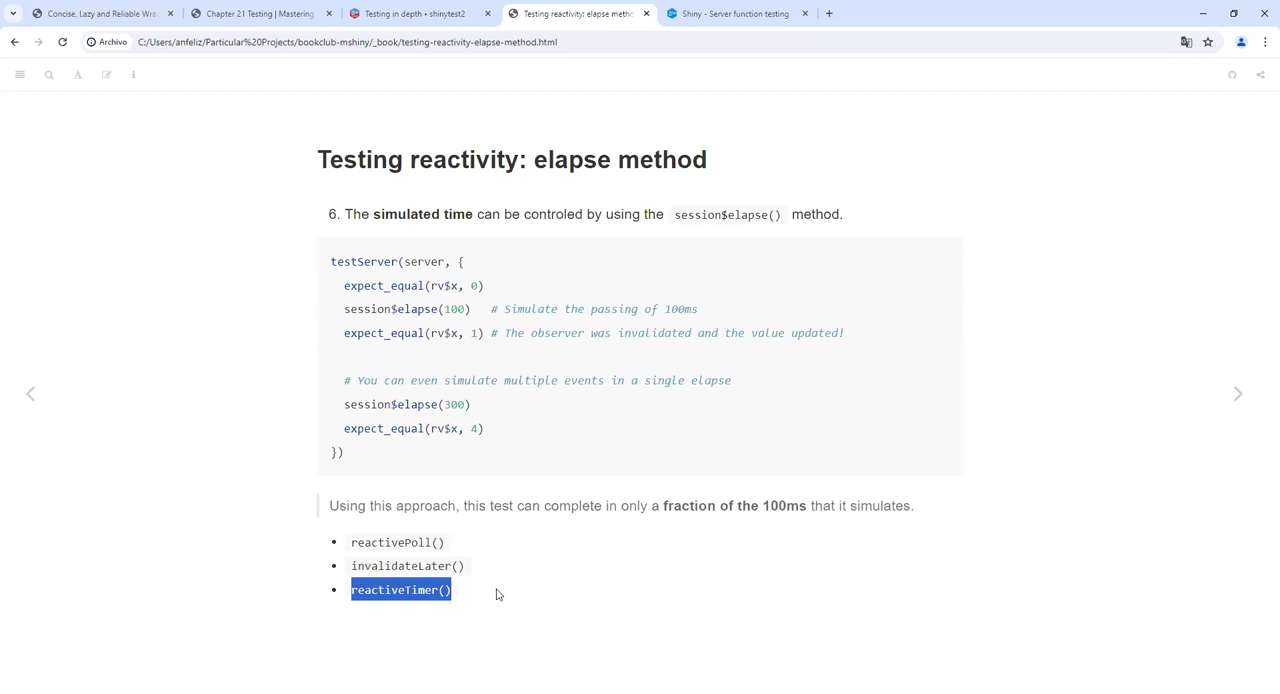 Concise, Lazy and Reliable Wra
Chapter 21 Testing | Mastering
Testing in depth • shinytest2
Testing reactivity: elapse metho
Shiny - Server function testing
Archivo
C:/Users/anfeliz/Particular%20Projects/bookclub-mshiny/_book/testing-reactivity-elapse-method.html
Testing reactivity: elapse method
6. The simulated time can be controled by using the session$elapse() method.
testServer(server, {
expect_equal(rv$x, 0)
session$elapse(100) # Simulate the passing of 100ms
expect_equal(rv$x, 1) # The observer was invalidated and the value updated!
# You can even simulate multiple events in a single elapse
session$elapse(300)
expect_equal(rv$x, 4)
})
Using this approach, this test can complete in only a fraction of the 100ms that it simulates.
• reactivePoll()
• invalidateLater()
• reactiveTimer()